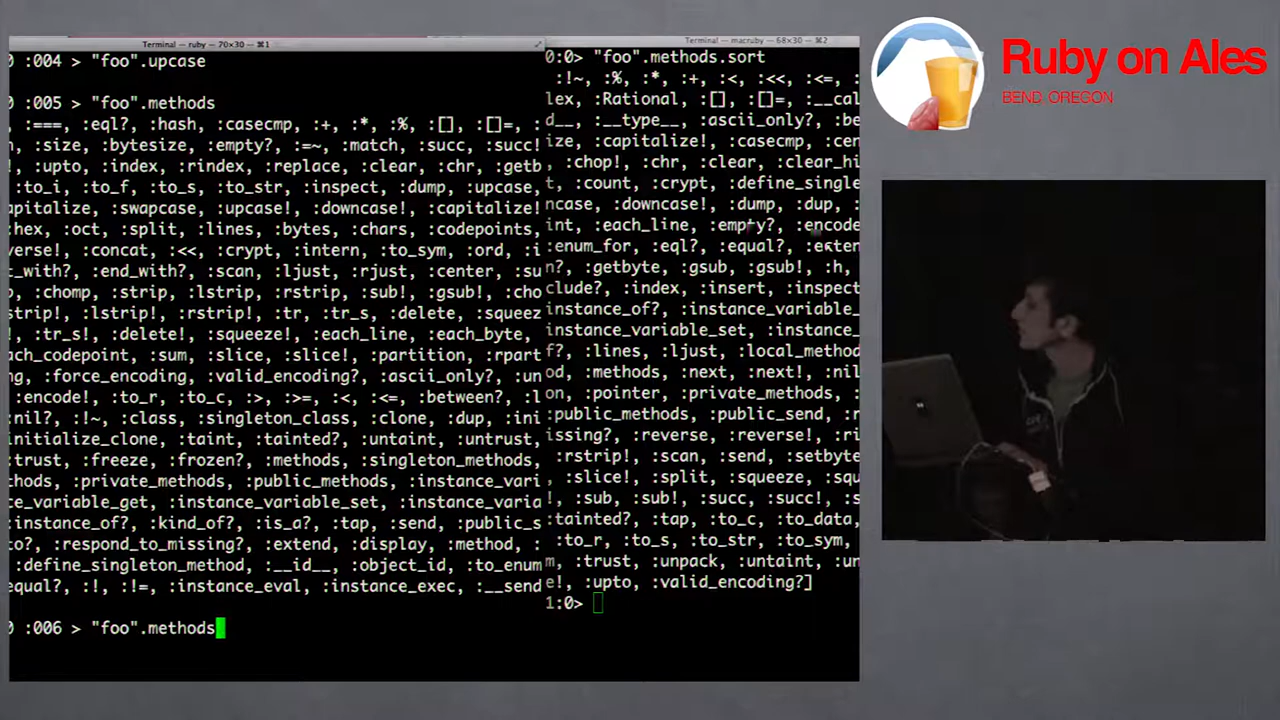 Terminal — ruby — 70×30 — ⌘1
0 :004 > "foo".upcase
0 :005 > "foo".methods
, :===, :eql?, :hash, :casecmp, :+, :*, :%, :[], :[]=, :
:size, :bytesize, :empty?, :=~, :match, :succ, :succ!
!, :upto, :index, :rindex, :replace, :clear, :chr, :getb
:to_i, :to_f, :to_s, :to_str, :inspect, :dump, :upcase,
apitalize, :swapcase, :upcase!, :downcase!, :capitalize!
:hex, :oct, :split, :lines, :bytes, :chars, :codepoints,
verse!, :concat, :<<, :crypt, :intern, :to_sym, :ord, :i
t_with?, :end_with?, :scan, :ljust, :rjust, :center, :su
, :chomp, :strip, :lstrip, :rstrip, :sub!, :gsub!, :cho
strip!, :lstrip!, :rstrip!, :tr, :tr_s, :delete, :squeez
!, :tr_s!, :delete!, :squeeze!, :each_line, :each_byte,
ach_codepoint, :sum, :slice, :slice!, :partition, :rpart
ng, :force_encoding, :valid_encoding?, :ascii_only?, :un
:encode!, :to_r, :to_c, :>, :>=, :<, :<=, :between?, :l
:nil?, :!~, :class, :singleton_class, :clone, :dup, :ini
initialize_clone, :taint, :tainted?, :untaint, :untrust,
:trust, :freeze, :frozen?, :methods, :singleton_methods,
thods, :private_methods, :public_methods, :instance_vari
ce_variable_get, :instance_variable_set, :instance_varia
:instance_of?, :kind_of?, :is_a?, :tap, :send, :public_s
to?, :respond_to_missing?, :extend, :display, :method, :
:define_singleton_method, :__id__, :object_id, :to_enum
equal?, :!, :!=, :instance_eval, :instance_exec, :__send
0 :006 > "foo".methods
Terminal — macruby — 68×30 — ⌘2
0:0> "foo".methods.sort
:!~, :%, :*, :+, :<, :<<, :<=,
lex, :Rational, :[], :[]=, :__cal
d__, :__type__, :ascii_only?, :be
ize, :capitalize!, :casecmp, :cen
, :chop!, :chr, :clear, :clear_hi
t, :count, :crypt, :define_single
ncase, :downcase!, :dump, :dup, :
int, :each_line, :empty?, :encode
:enum_for, :eql?, :equal?, :exten
n?, :getbyte, :gsub, :gsub!, :h,
clude?, :index, :insert, :inspect
instance_of?, :instance_variable_
instance_variable_set, :instance_
f?, :lines, :ljust, :local_method
od, :methods, :next, :next!, :nil
on, :pointer, :private_methods, :
:public_methods, :public_send, :r
issing?, :reverse, :reverse!, :ri
:rstrip!, :scan, :send, :setbyte
, :slice!, :split, :squeeze, :squ
!, :sub, :sub!, :succ, :succ!, :s
:tainted?, :tap, :to_c, :to_data,
:to_r, :to_s, :to_str, :to_sym,
m, :trust, :unpack, :untaint, :un
e!, :upto, :valid_encoding?]
1:0>
Ruby on Ales
BEND OREGON